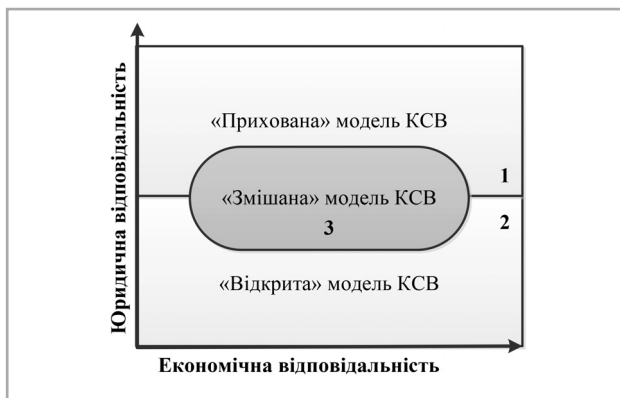 Юридична відповідальність
«Прихована» модель КСВ
1
«Змішана» модель КСВ
3
2
«Відкрита» модель КСВ
Економічна відповідальність